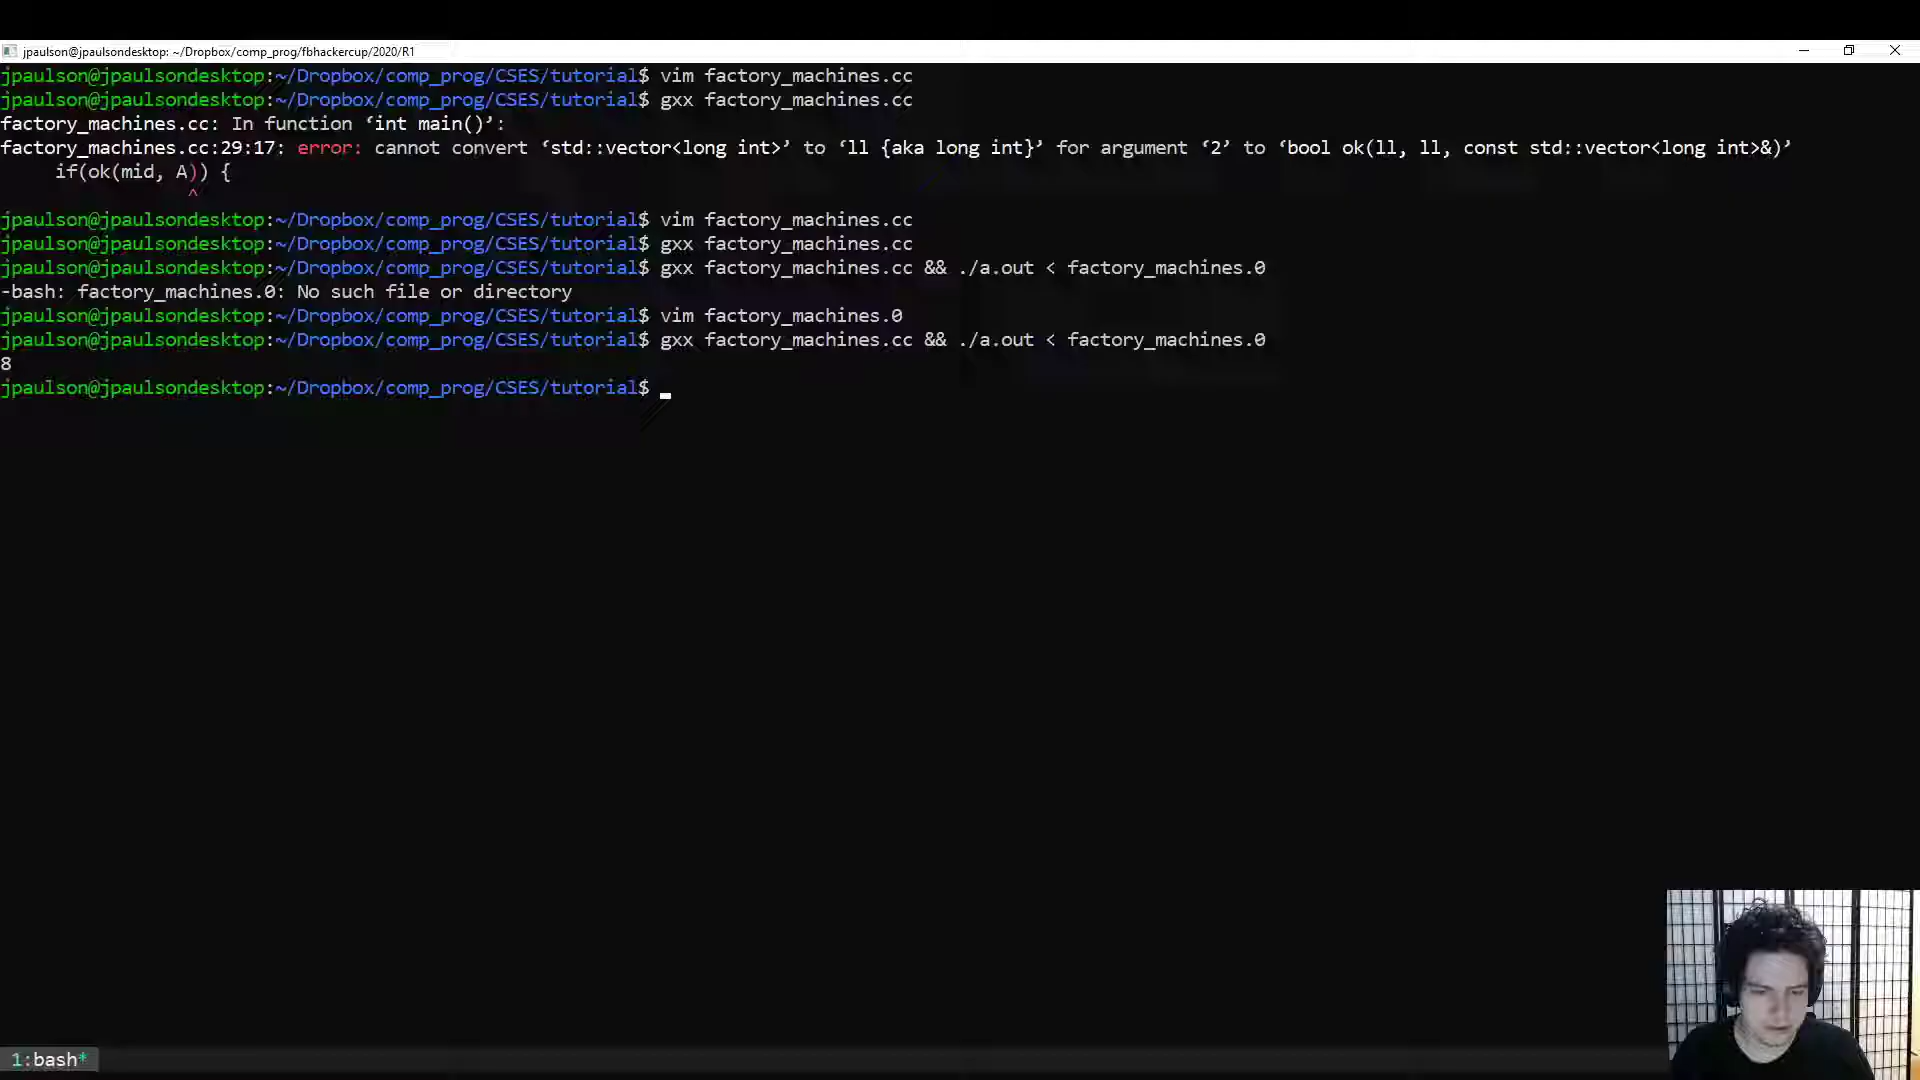 jpaulson@jpaulsondesktop: ~/Dropbox/comp_prog/fbhackercup/2020/R1
jpaulson@jpaulsondesktop:~/Dropbox/comp_prog/CSES/tutorial$ vim factory_machines.cc
jpaulson@jpaulsondesktop:~/Dropbox/comp_prog/CSES/tutorial$ gxx factory_machines.cc
factory_machines.cc: In function ‘int main()’:
factory_machines.cc:29:17: error: cannot convert ‘std::vector<long int>’ to ‘ll {aka long int}’ for argument ‘2’ to ‘bool ok(ll, ll, const std::vector<long int>&)’
if(ok(mid, A)) {
^
jpaulson@jpaulsondesktop:~/Dropbox/comp_prog/CSES/tutorial$ vim factory_machines.cc
jpaulson@jpaulsondesktop:~/Dropbox/comp_prog/CSES/tutorial$ gxx factory_machines.cc
jpaulson@jpaulsondesktop:~/Dropbox/comp_prog/CSES/tutorial$ gxx factory_machines.cc && ./a.out < factory_machines.0
-bash: factory_machines.0: No such file or directory
jpaulson@jpaulsondesktop:~/Dropbox/comp_prog/CSES/tutorial$ vim factory_machines.0
jpaulson@jpaulsondesktop:~/Dropbox/comp_prog/CSES/tutorial$ gxx factory_machines.cc && ./a.out < factory_machines.0
8
jpaulson@jpaulsondesktop:~/Dropbox/comp_prog/CSES/tutorial$
1:bash*